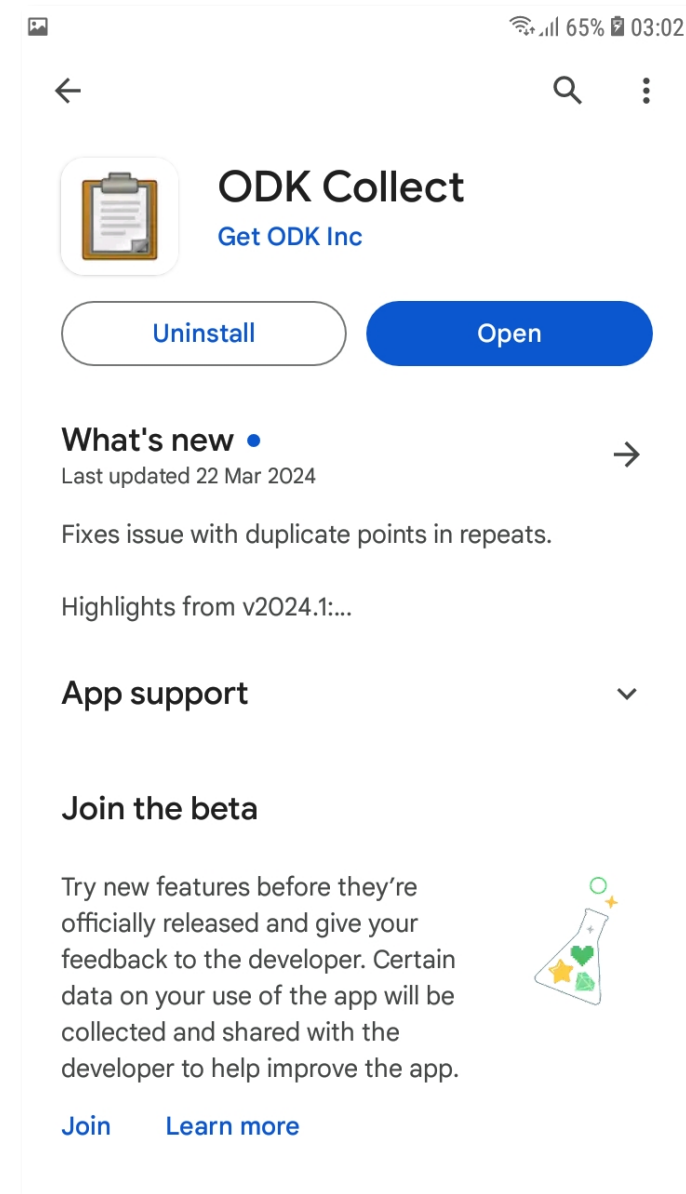 65% 03:02
ODK Collect
Get ODK Inc
Uninstall
Open
What's new
Last updated 22 Mar 2024
Fixes issue with duplicate points in repeats.
Highlights from v2024.1:...
App support
Join the beta
Try new features before they’re
officially released and give your
feedback to the developer. Certain
data on your use of the app will be
collected and shared with the
developer to help improve the app.
Join Learn more